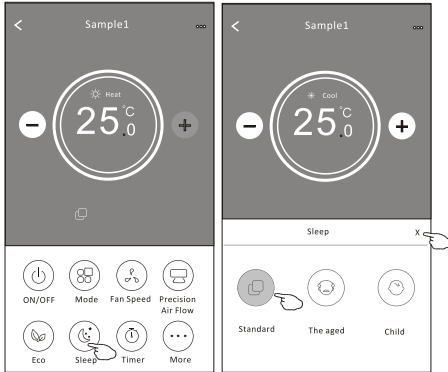 Sample1
Heat
25.0°C
ON/OFF
Mode
Fan Speed
Precision
Air Flow
Eco
Sleep
Timer
More
Sample1
Cool
25.0°C
Sleep
X
Standard
The aged
Child